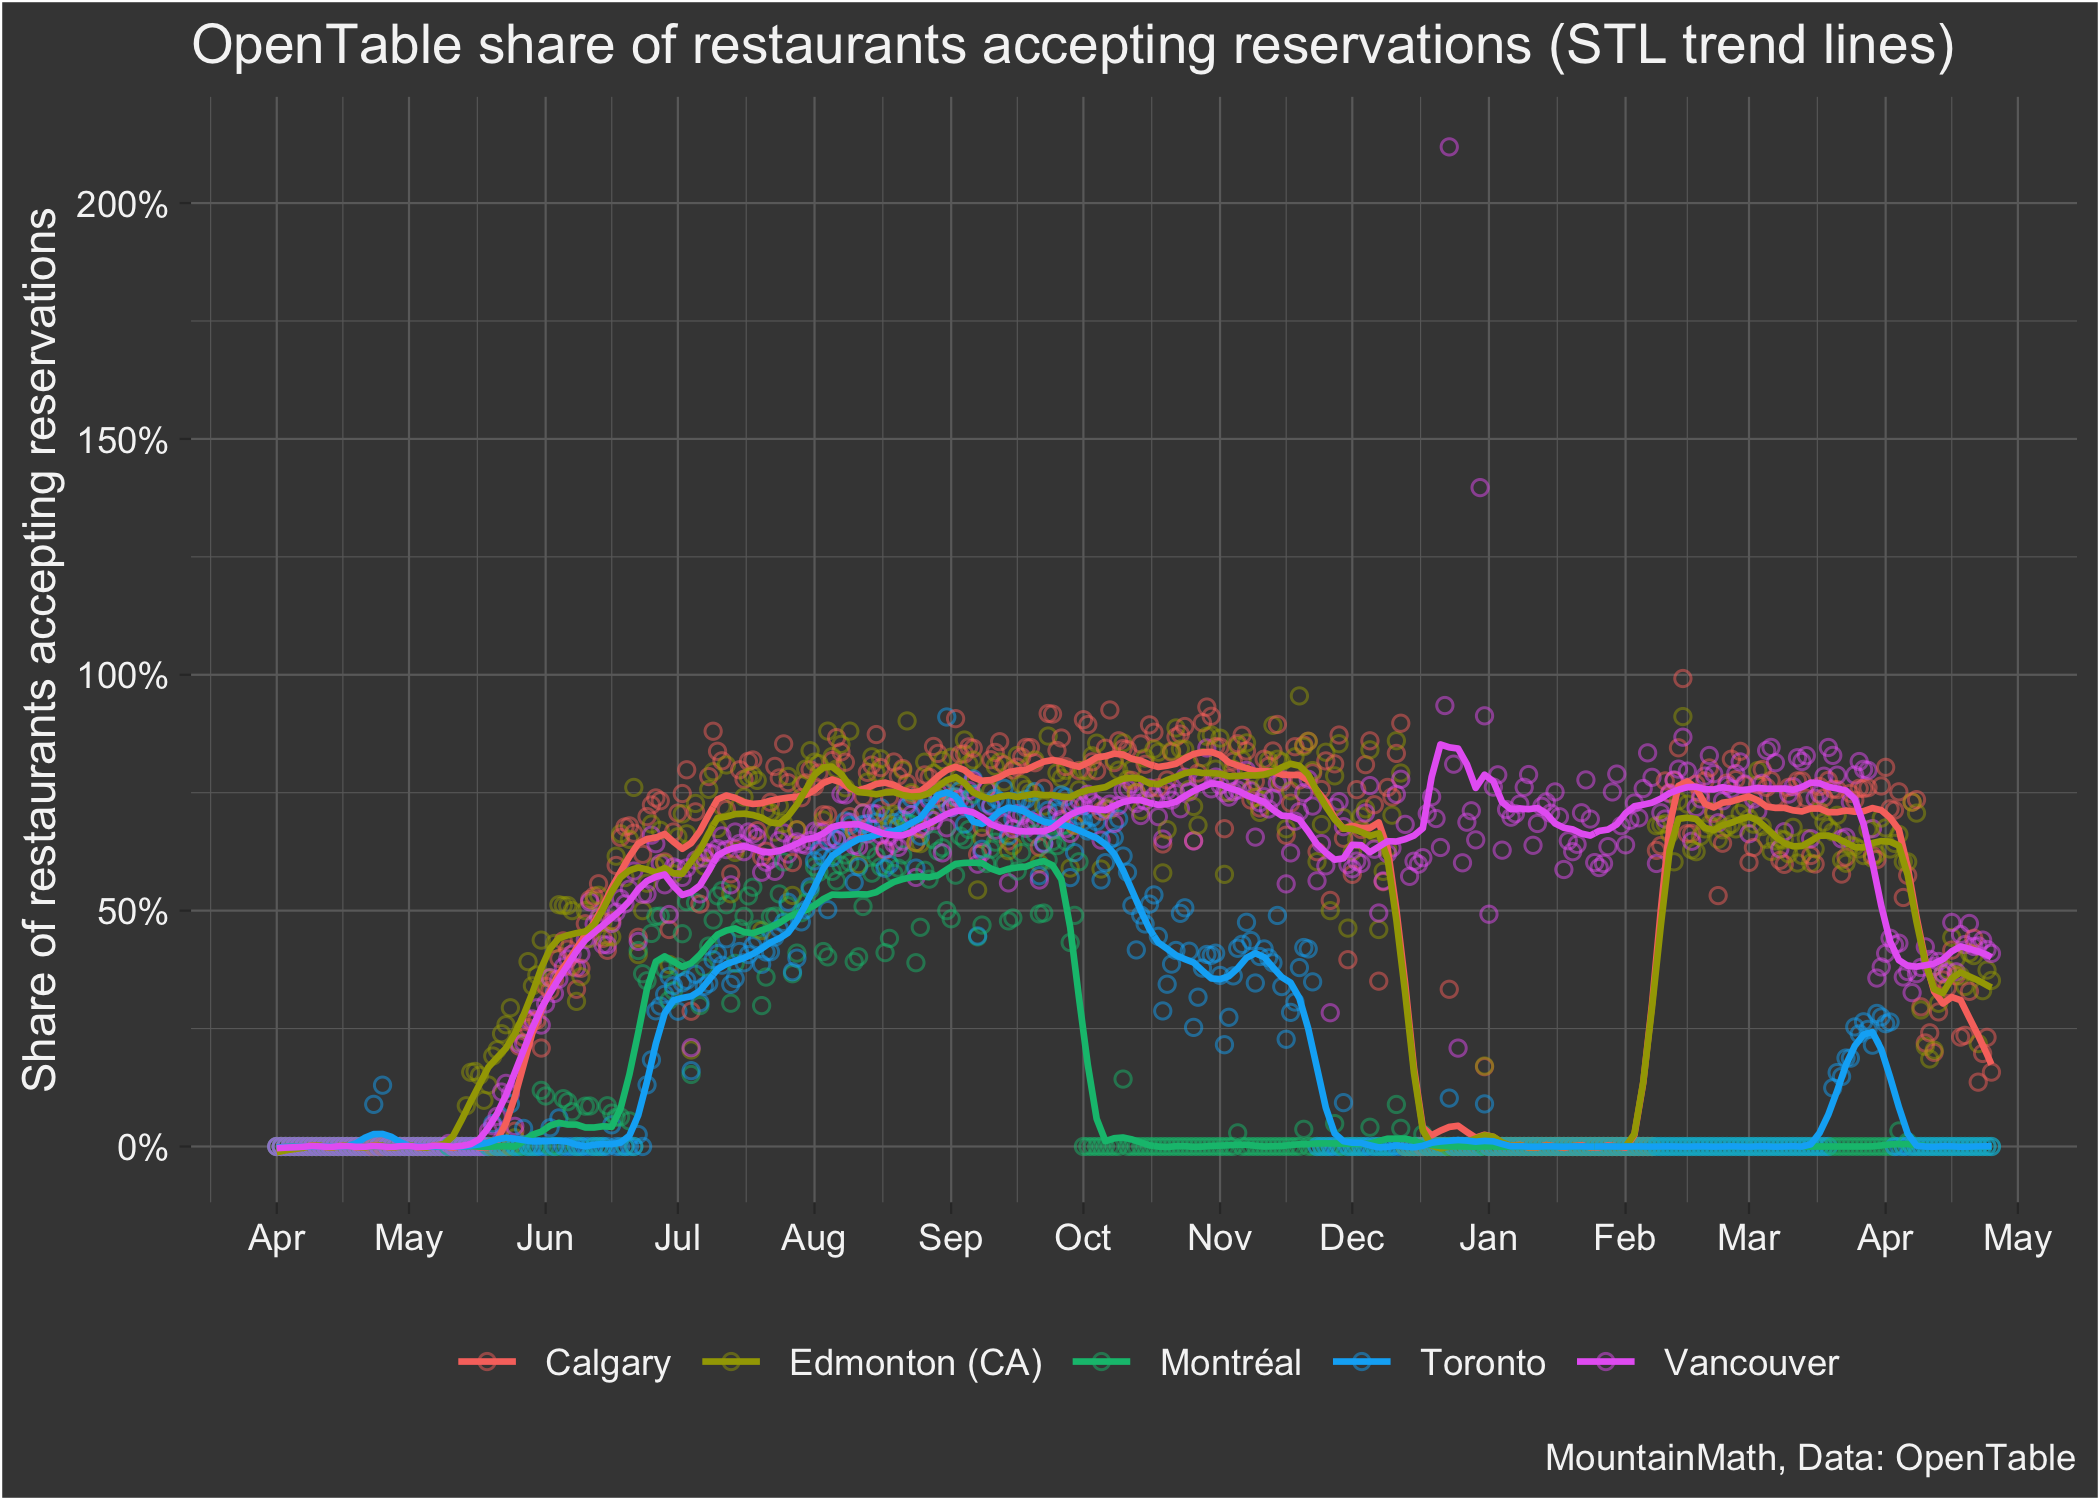 OpenTable share of restaurants accepting reservations (STL trend lines)
Share of restaurants accepting reservations
200%
150%
100%
50%
0%
Apr May Jun Jul Aug Sep Oct Nov Dec Jan Feb Mar Apr May
Calgary Edmonton (CA) Montréal Toronto Vancouver
MountainMath, Data: OpenTable